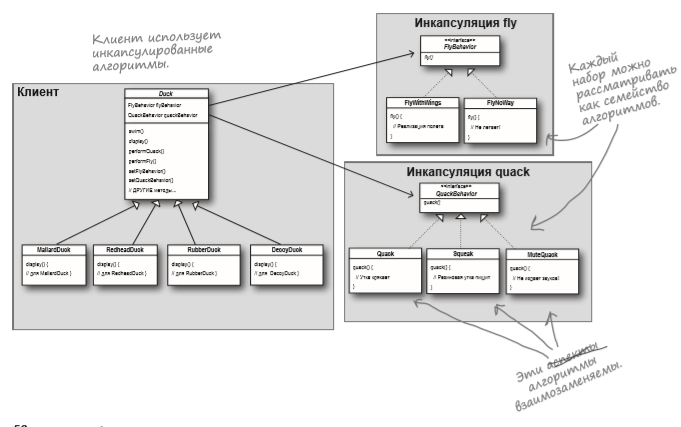 Клиент использует
инкапсулированные
алгоритмы.
Инкапсуляция fly
<<interface>>
FlyBehavior
fly()
FlyWithWings
fly() {
// Реализация полета
}
FlyNoWay
fly() {
// Не летает!
}
Каждый
набор можно
рассматривать
как семейство
алгоритмов.
Клиент
Duck
FlyBehavior flyBehavior
QuackBehavior quackBehavior
swim()
display()
performQuack()
performFly()
setFlyBehavior()
setQuackBehavior()
// ДРУГИЕ методы...
MallardDuck
display() {
// для MallardDuck }
RedheadDuck
display() {
// для RedheadDuck }
RubberDuck
display() {
// для RubberDuck }
DecoyDuck
display() {
// для DecoyDuck }
Инкапсуляция quack
<<interface>>
QuackBehavior
quack()
Quack
quack() {
// Утка крякает
}
Squeak
quack() {
// Резиновая утка пищит
}
MuteQuack
quack() {
// Не издает звуков!
}
Эти аспекты
алгоритмы
взаимозаменяемы.